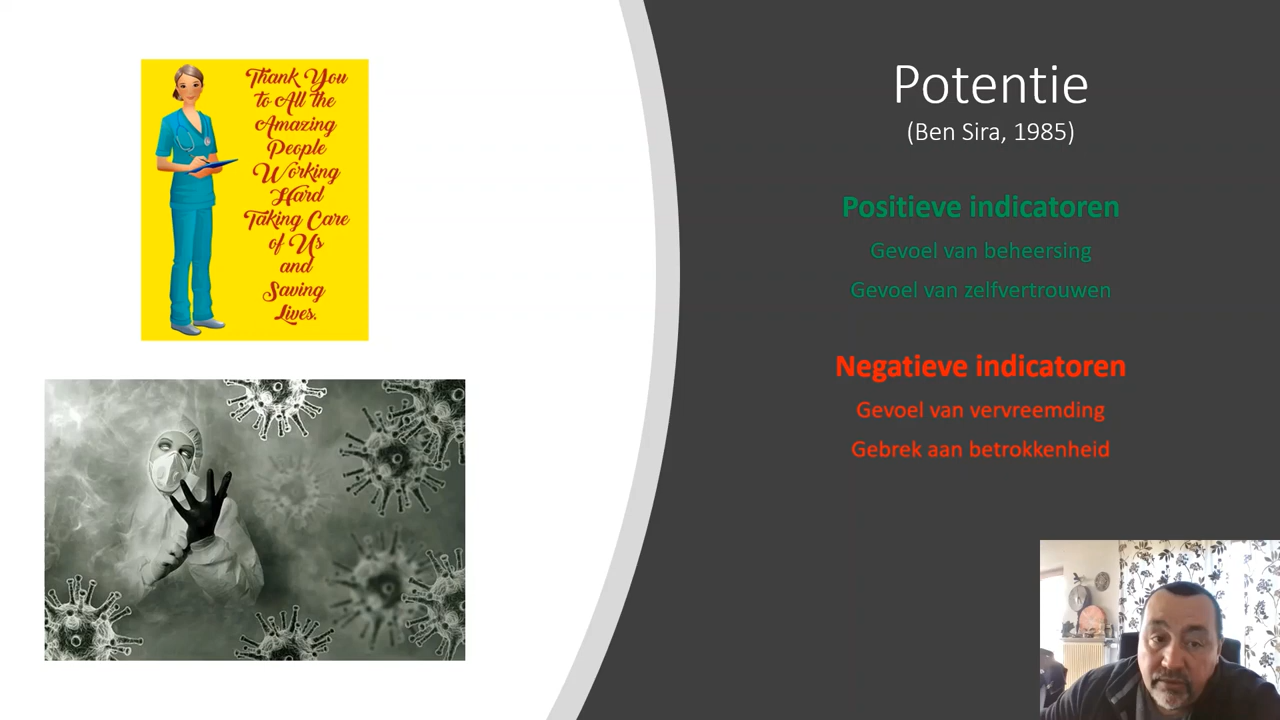 Thank You
to All the
Amazing
People
Working
Hard
Taking Care
of Us
and
Saving
Lives.
Potentie
(Ben Sira, 1985)
Positieve indicatoren
Gevoel van beheersing
Gevoel van zelfvertrouwen
Negatieve indicatoren
Gevoel van vervreemding
Gebrek aan betrokkenheid